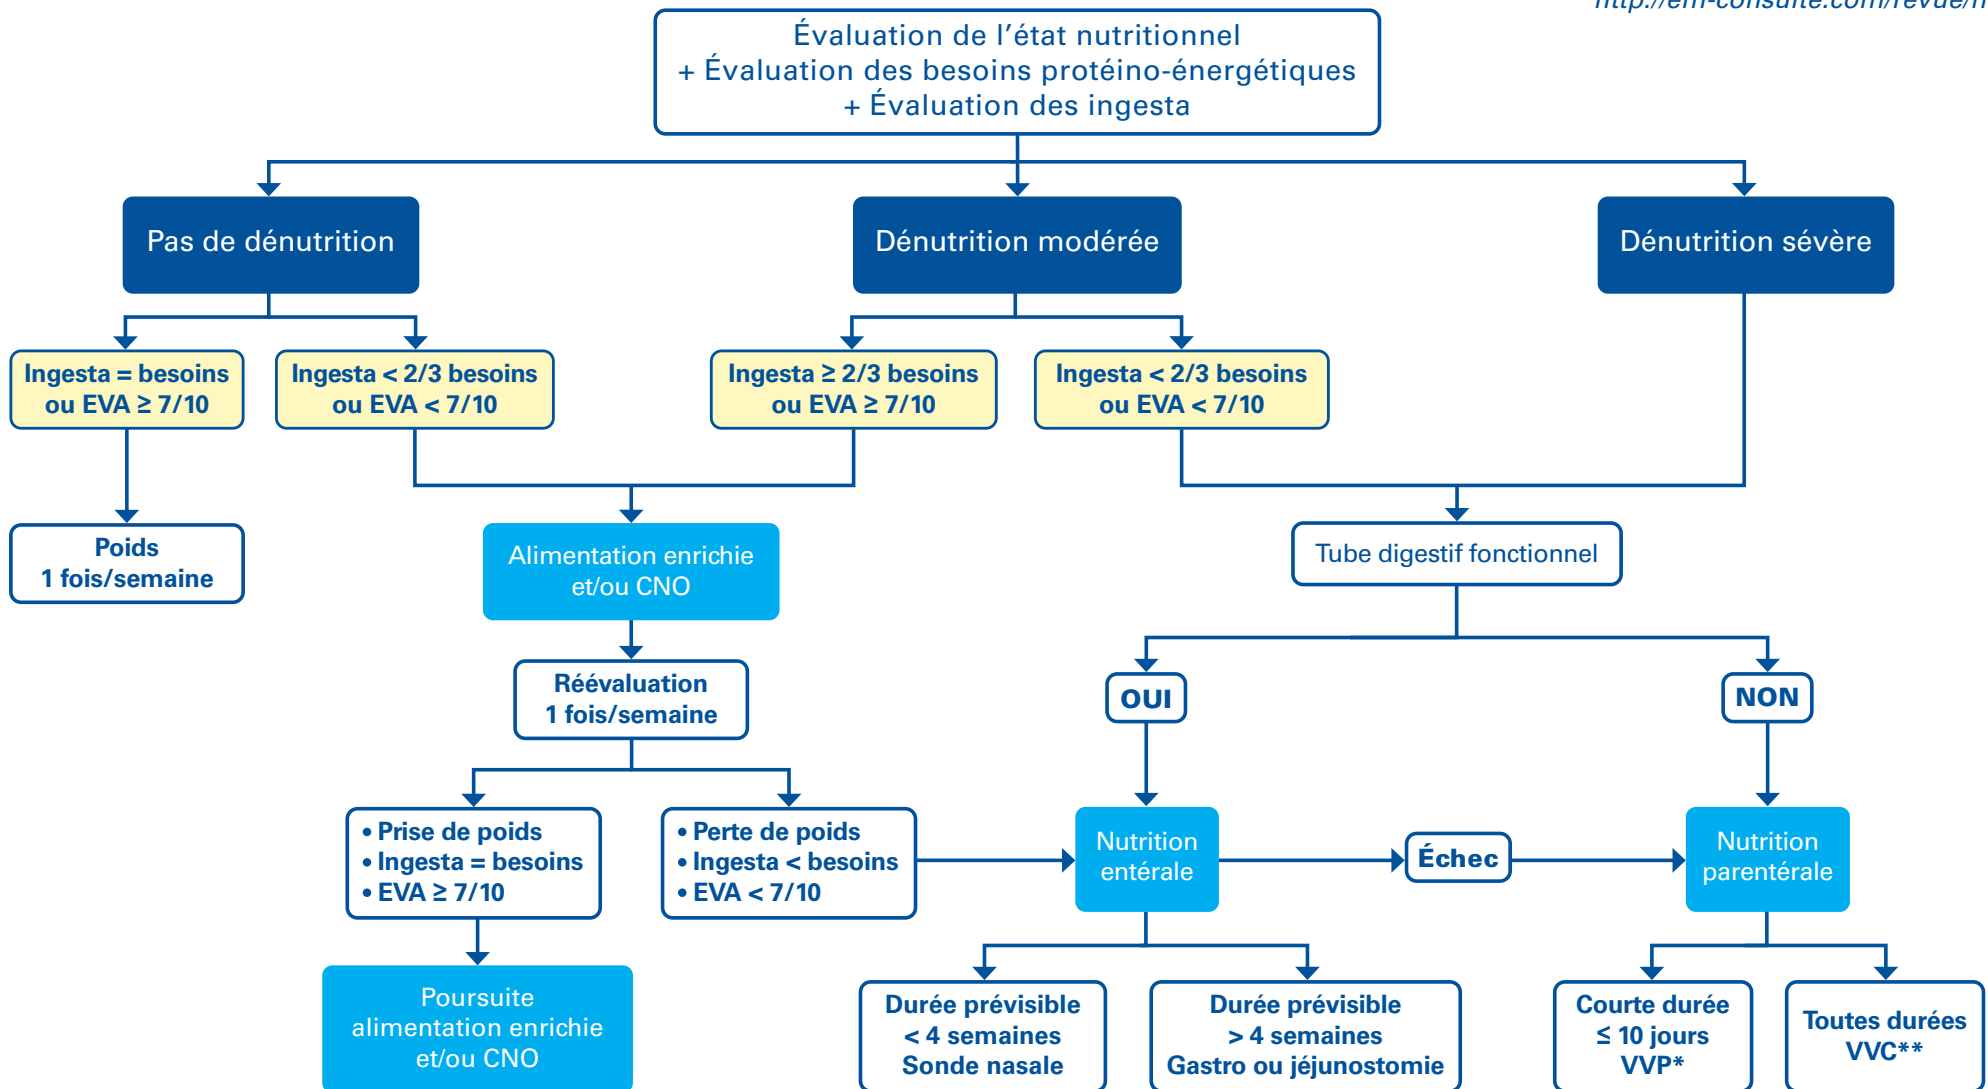 Évaluation de l’état nutritionnel
+ Évaluation des besoins protéino-énergétiques
+ Évaluation des ingesta
Pas de dénutrition
Dénutrition modérée
Dénutrition sévère
Ingesta = besoins
ou EVA ≥ 7/10
Ingesta < 2/3 besoins
ou EVA < 7/10
Ingesta ≥ 2/3 besoins
ou EVA ≥ 7/10
Ingesta < 2/3 besoins
ou EVA < 7/10
Poids
1 fois/semaine
Alimentation enrichie
et/ou CNO
Tube digestif fonctionnel
Réévaluation
1 fois/semaine
OUI
NON
• Prise de poids
• Ingesta = besoins
• EVA ≥ 7/10
• Perte de poids
• Ingesta < besoins
• EVA < 7/10
Nutrition
entérale
Échec
Nutrition
parentérale
Poursuite
alimentation enrichie
et/ou CNO
Durée prévisible
< 4 semaines
Sonde nasale
Durée prévisible
> 4 semaines
Gastro ou jéjunostomie
Courte durée
≤ 10 jours
VVP*
Toutes durées
VVC**